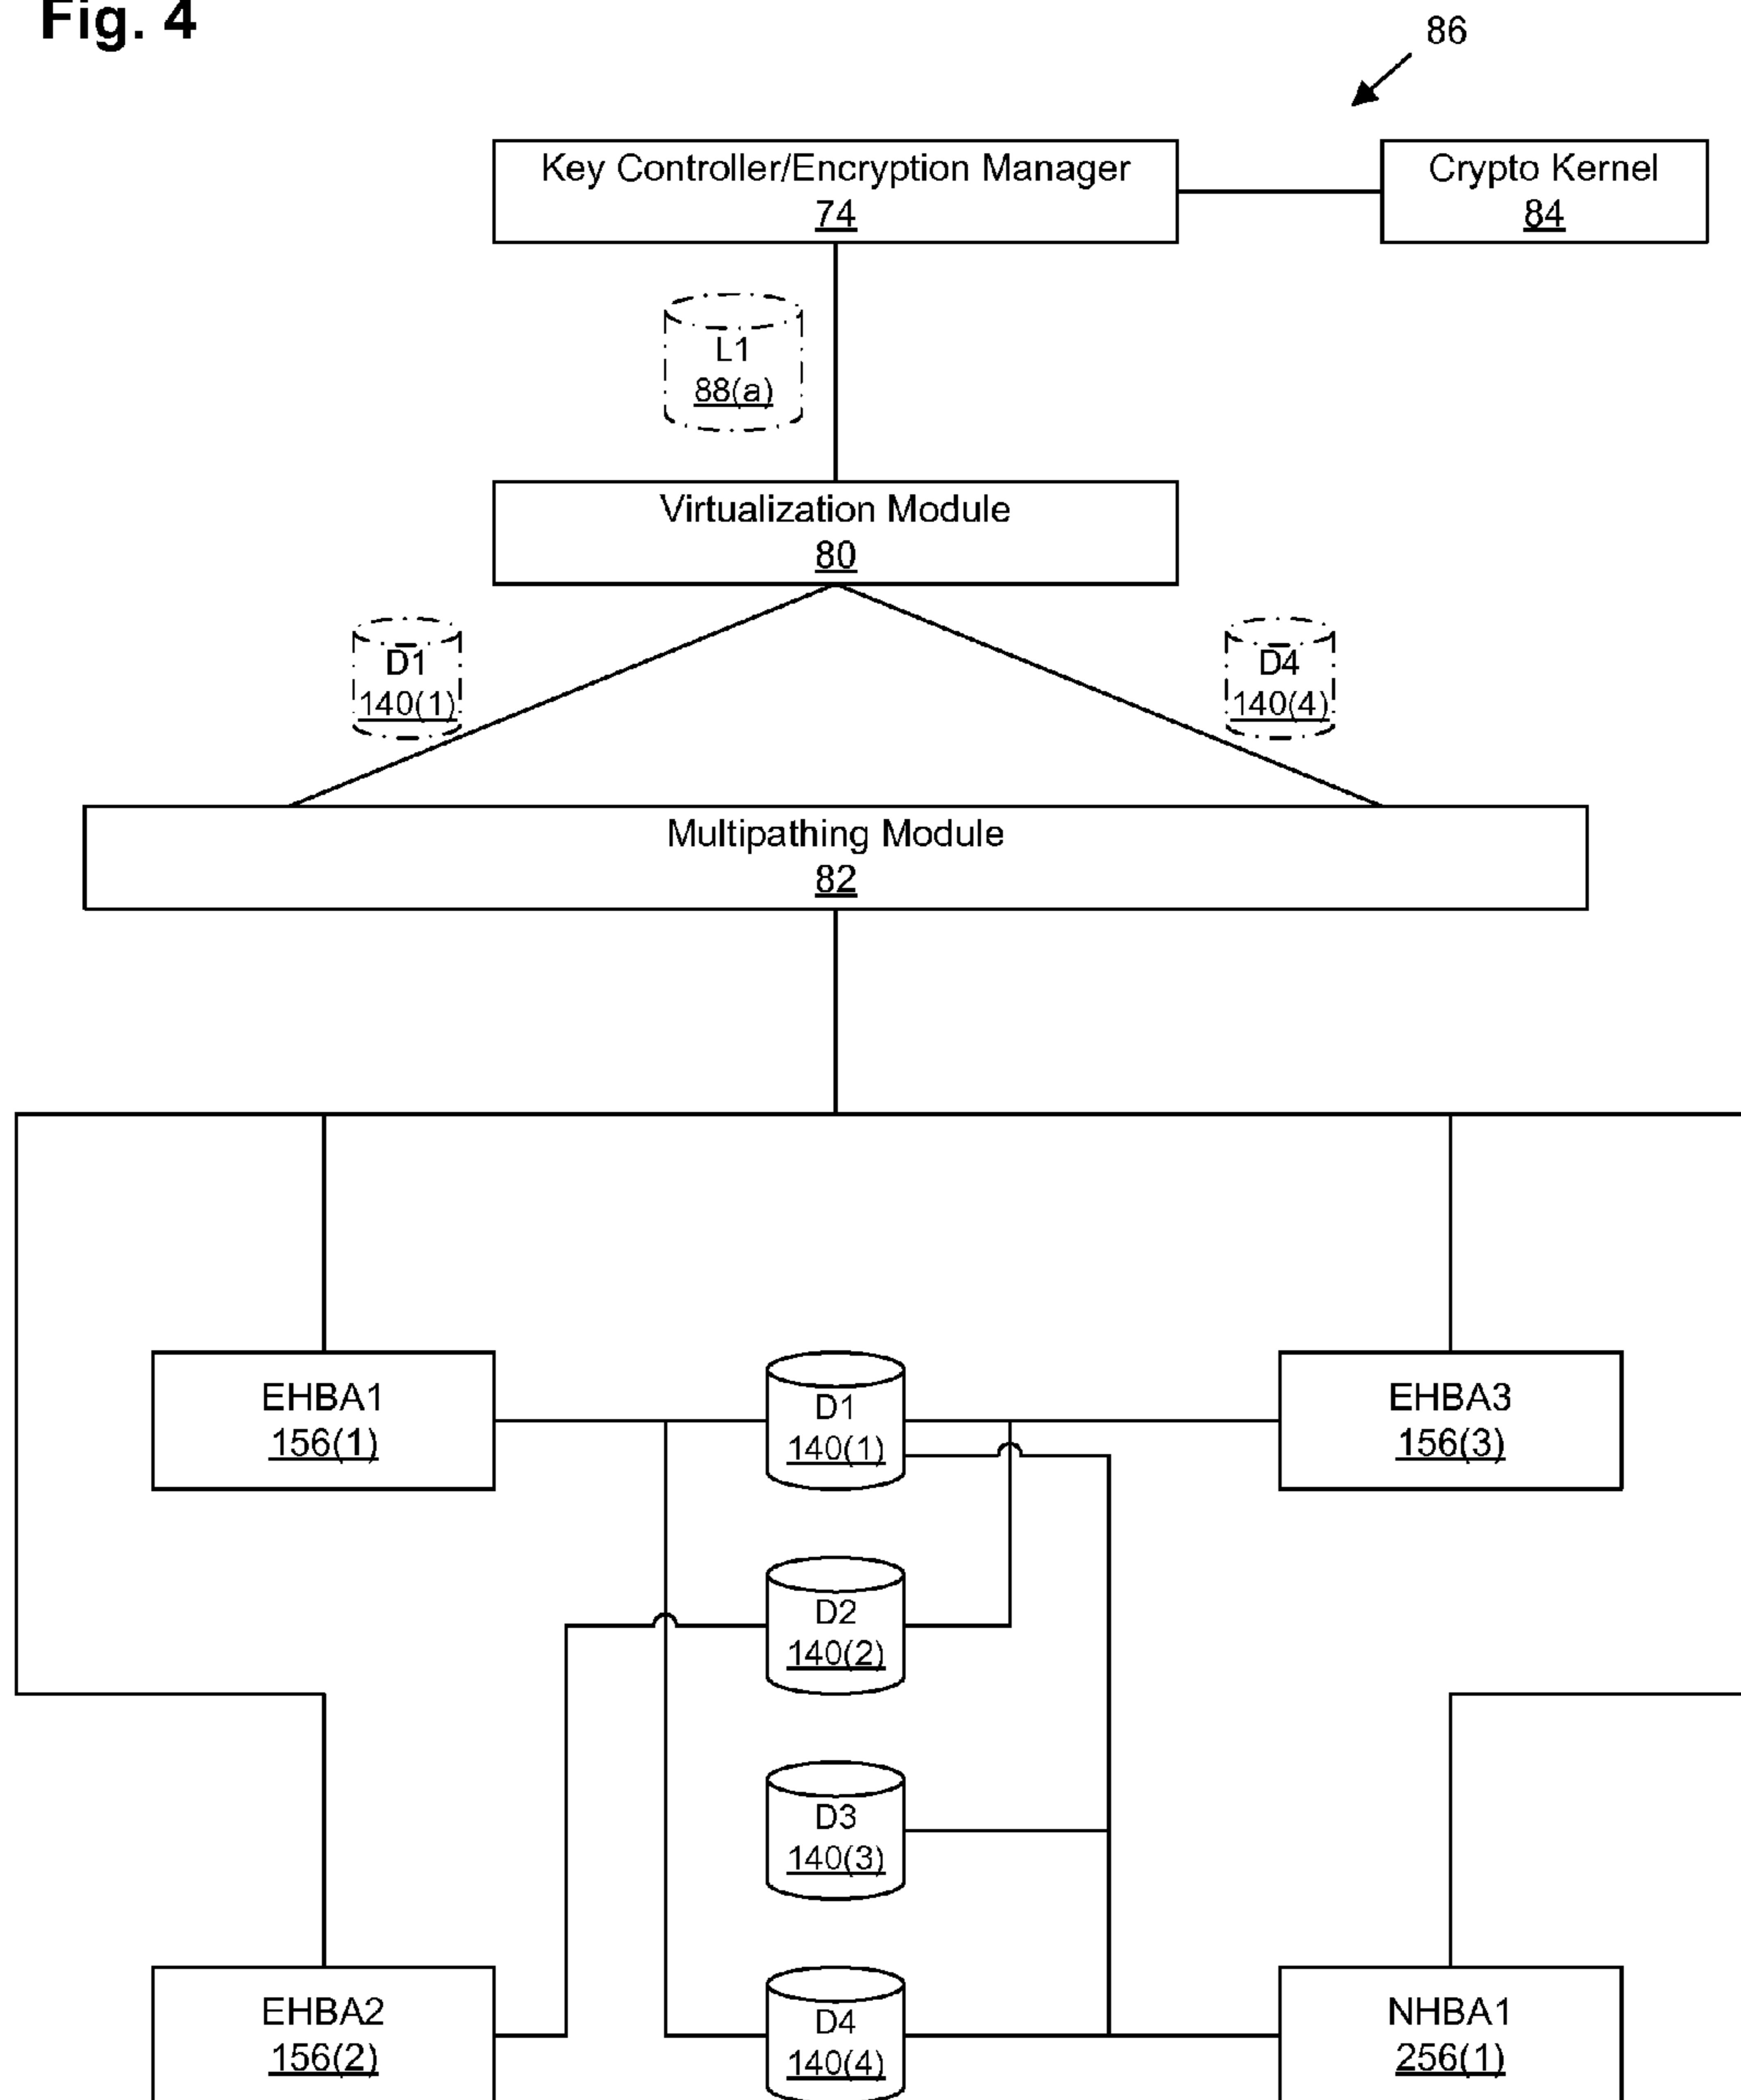 Fig. 4
86
Key Controller/Encryption Manager
74
Crypto Kernel
84
L1
88(a)
Virtualization Module
80
D1
140(1)
D4
140(4)
Multipathing Module
82
EHBA1
156(1)
D1
140(1)
EHBA3
156(3)
D2
140(2)
D3
140(3)
EHBA2
156(2)
D4
140(4)
NHBA1
256(1)